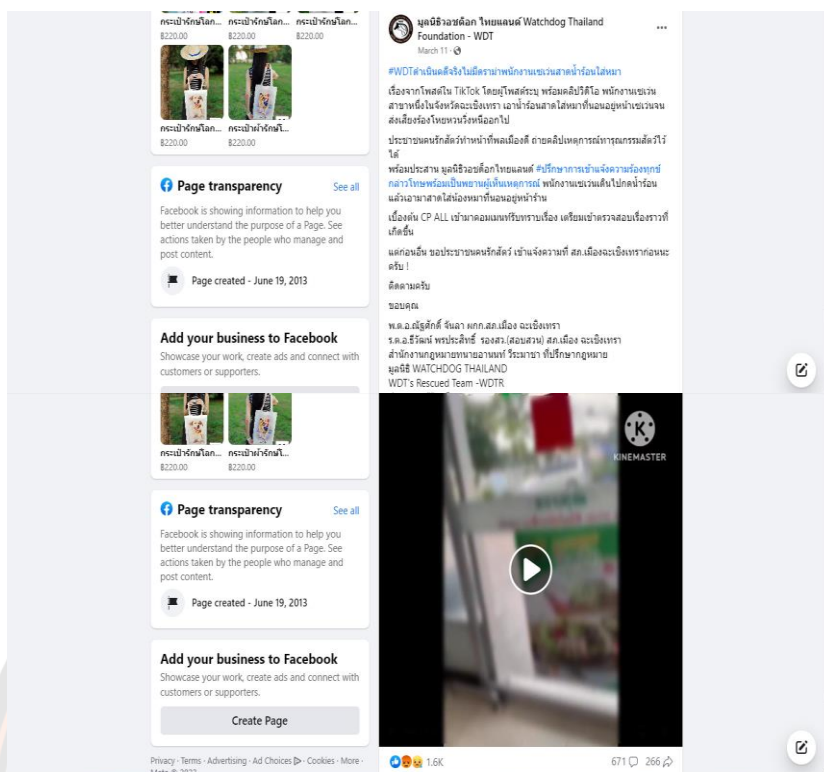 กระเป๋ารักษ์โลก... กระเป๋ารักษ์โลก... กระเป๋ารักษ์โลก...
฿220.00 ฿220.00 ฿220.00
กระเป๋ารักษ์โลก... กระเป๋าผ้ารักษ์โ...
฿220.00 ฿220.00
Page transparency See all
Facebook is showing information to help you
better understand the purpose of a Page. See
actions taken by the people who manage and
post content.
Page created - June 19, 2013
Add your business to Facebook
Showcase your work, create ads and connect with
customers or supporters.
มูลนิธิวอชด็อก ไทยแลนด์ Watchdog Thailand
Foundation - WDT
March 11
#WDTดำเนินคดีจริงไม่มีดราม่าพนักงานเซเว่นสาดน้ำร้อนใส่หมา
เรื่องจากโพสต์ใน TikTok โดยผู้โพสต์ระบุ พร้อมคลิปวีดีโอ พนักงานเซเว่น
สาขาหนึ่งในจังหวัดฉะเชิงเทรา เอาน้ำร้อนสาดใส่หมาที่นอนอยู่หน้าเซเว่นจน
ส่งเสียงร้องโหยหวนวิ่งหนีออกไป
ประชาชนคนรักสัตว์ทำหน้าที่พลเมืองดี ถ่ายคลิปเหตุการณ์ทารุณกรรมสัตว์ไว้
ได้
พร้อมประสาน มูลนิธิวอชด็อกไทยแลนด์ #ปรึกษาการเข้าแจ้งความร้องทุกข์
กล่าวโทษพร้อมเป็นพยานผู้เห็นเหตุการณ์ พนักงานเซเว่นเดินไปกดน้ำร้อน
แล้วเอามาสาดใส่น้องหมาที่นอนอยู่หน้าร้าน
เบื้องต้น CP ALL เข้ามาคอมเมนท์รับทราบเรื่อง เตรียมเข้าตรวจสอบเรื่องราวที่
เกิดขึ้น
แต่ก่อนอื่น ขอประชาชนคนรักสัตว์ เข้าแจ้งความที่ สภ.เมืองฉะเชิงเทราก่อนนะ
ครับ !
ติดตามครับ
ขอบคุณ
พ.ต.อ.ณัฐศักดิ์ จันลา ผกก.สภ.เมือง ฉะเชิงเทรา
ร.ต.อ.ธีวัฒน์ พรประสิทธิ์ รองสว.(สอบสวน) สภ.เมือง ฉะเชิงเทรา
สำนักงานกฎหมายทนายอานนท์ วีระมาชา ที่ปรึกษากฎหมาย
มูลนิธิ WATCHDOG THAILAND
WDT's Rescued Team -WDTR
กระเป๋ารักษ์โลก... กระเป๋าผ้ารักษ์โ...
฿220.00 ฿220.00
Page transparency See all
Facebook is showing information to help you
better understand the purpose of a Page. See
actions taken by the people who manage and
post content.
Page created - June 19, 2013
Add your business to Facebook
Showcase your work, create ads and connect with
customers or supporters.
Create Page
Privacy · Terms · Advertising · Ad Choices · Cookies · More ·
KINEMASTER
1.6K 671 266